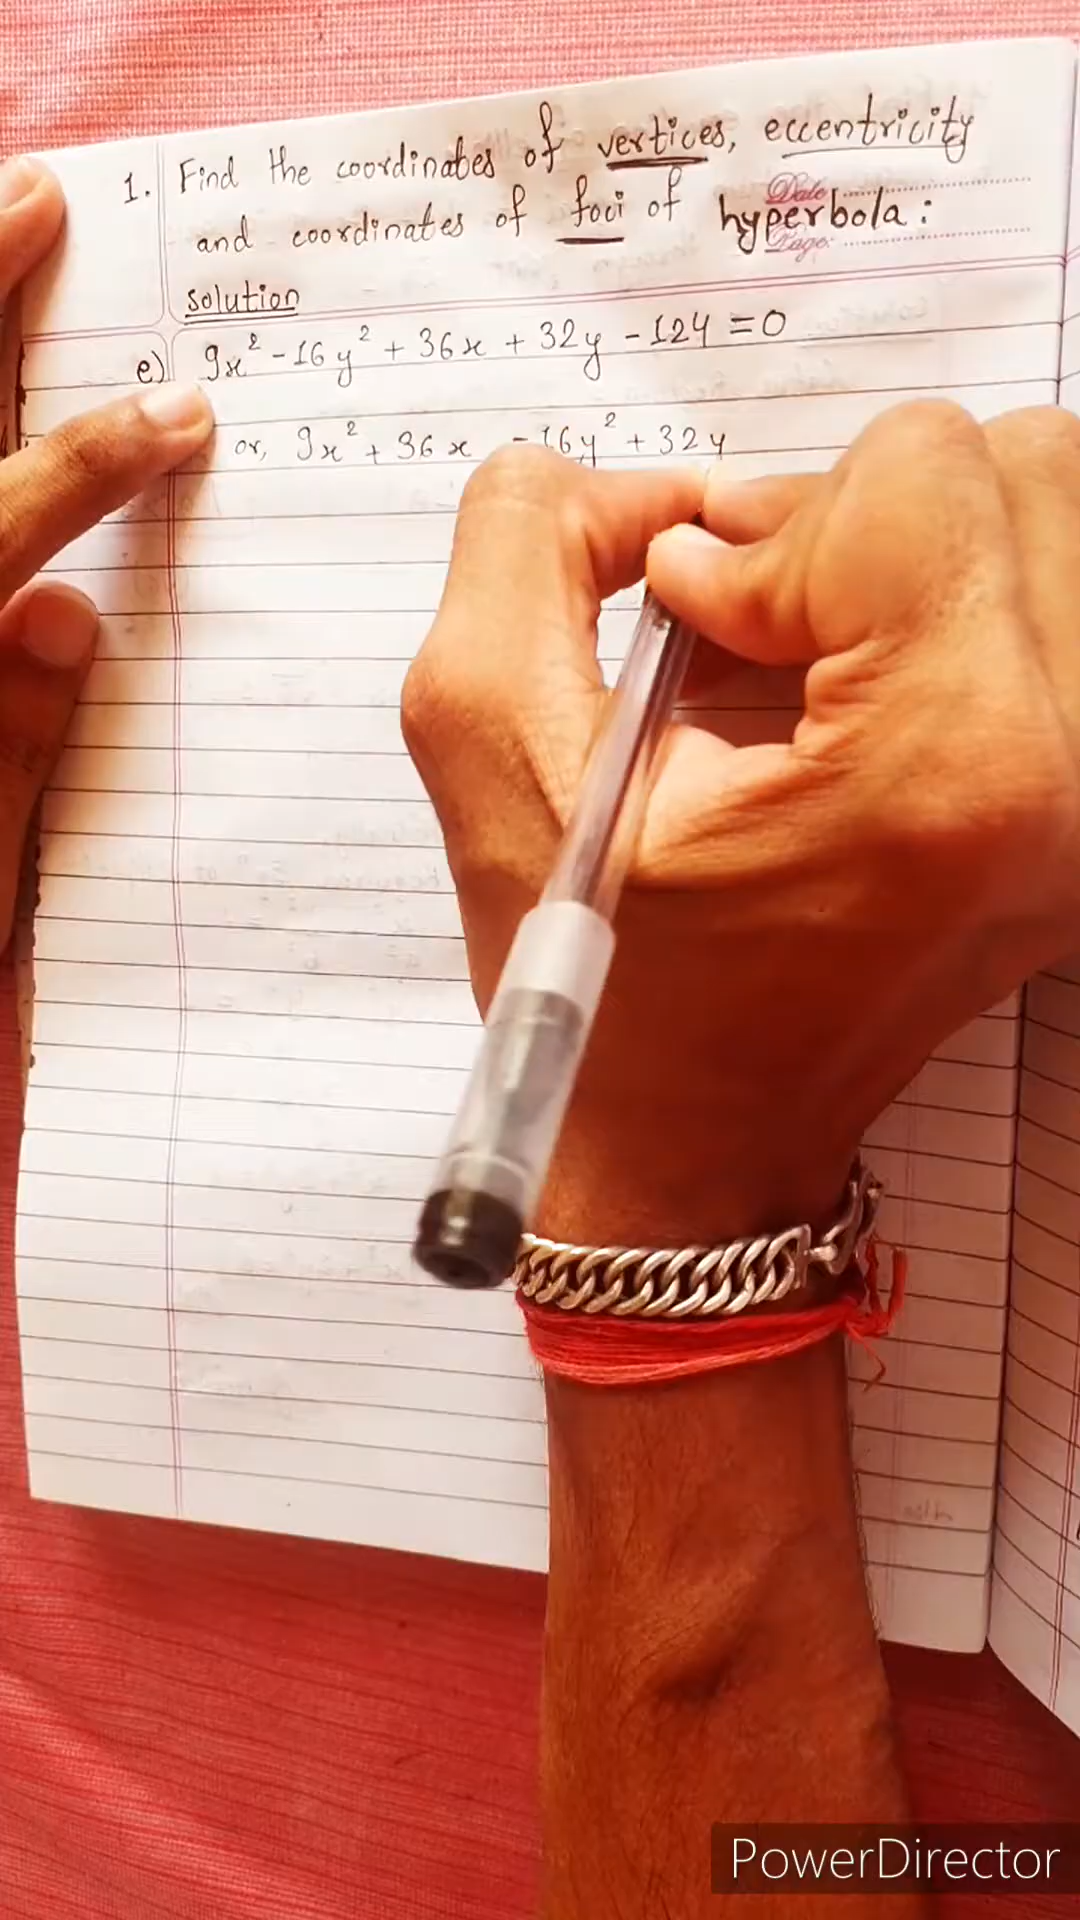 1. Find the coordinates of vertices, eccentricity
and coordinates of foci of hyperbola:
Date
Page:
solution
e) 9x² - 16y² + 36x + 32y - 124 = 0
or, 9x² + 36x - 16y² + 32y
PowerDirector